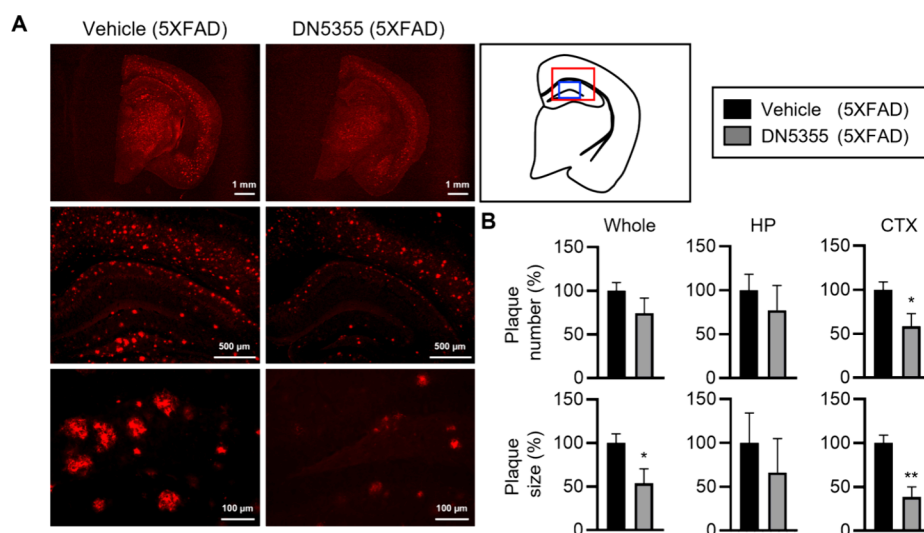 A
Vehicle (5XFAD)
DN5355 (5XFAD)
1 mm
1 mm
500 µm
500 µm
100 µm
100 µm
Vehicle (5XFAD)
DN5355 (5XFAD)
B
Whole
HP
CTX
Plaque
number (%)
150
100
50
0
150
100
50
0
150
100
50
0
*
Plaque
size (%)
150
100
50
0
*
150
100
50
0
150
100
50
0
**